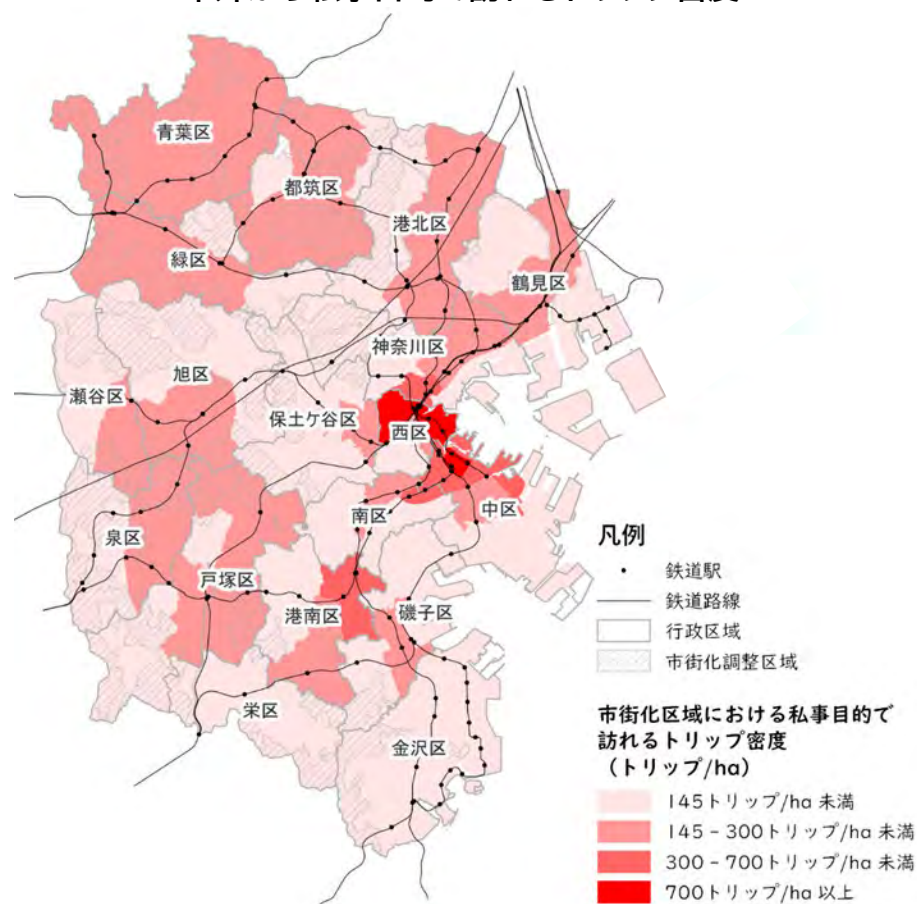 青葉区
都筑区
港北区
緑区
鶴見区
神奈川区
旭区
瀬谷区
保土ケ谷区
西区
南区
中区
泉区
戸塚区
港南区
磯子区
栄区
金沢区
凡例
鉄道駅
鉄道路線
行政区域
市街化調整区域
市街化区域における私事目的で
訪れるトリップ密度
(トリップ/ha)
145トリップ/ha 未満
145 - 300トリップ/ha 未満
300 - 700トリップ/ha 未満
700トリップ/ha 以上